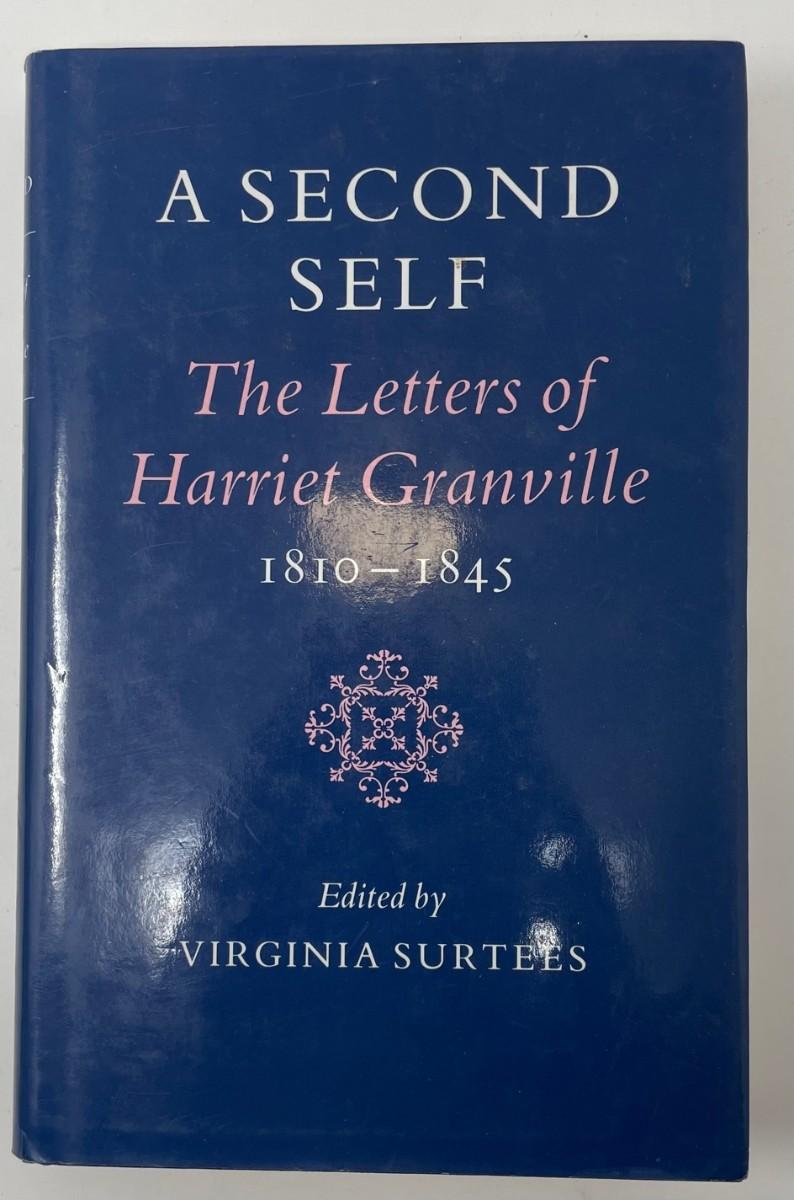 A SECOND
SELF
The Letters of
Harriet Granville
1810 – 1845
Edited by
VIRGINIA SURTEES